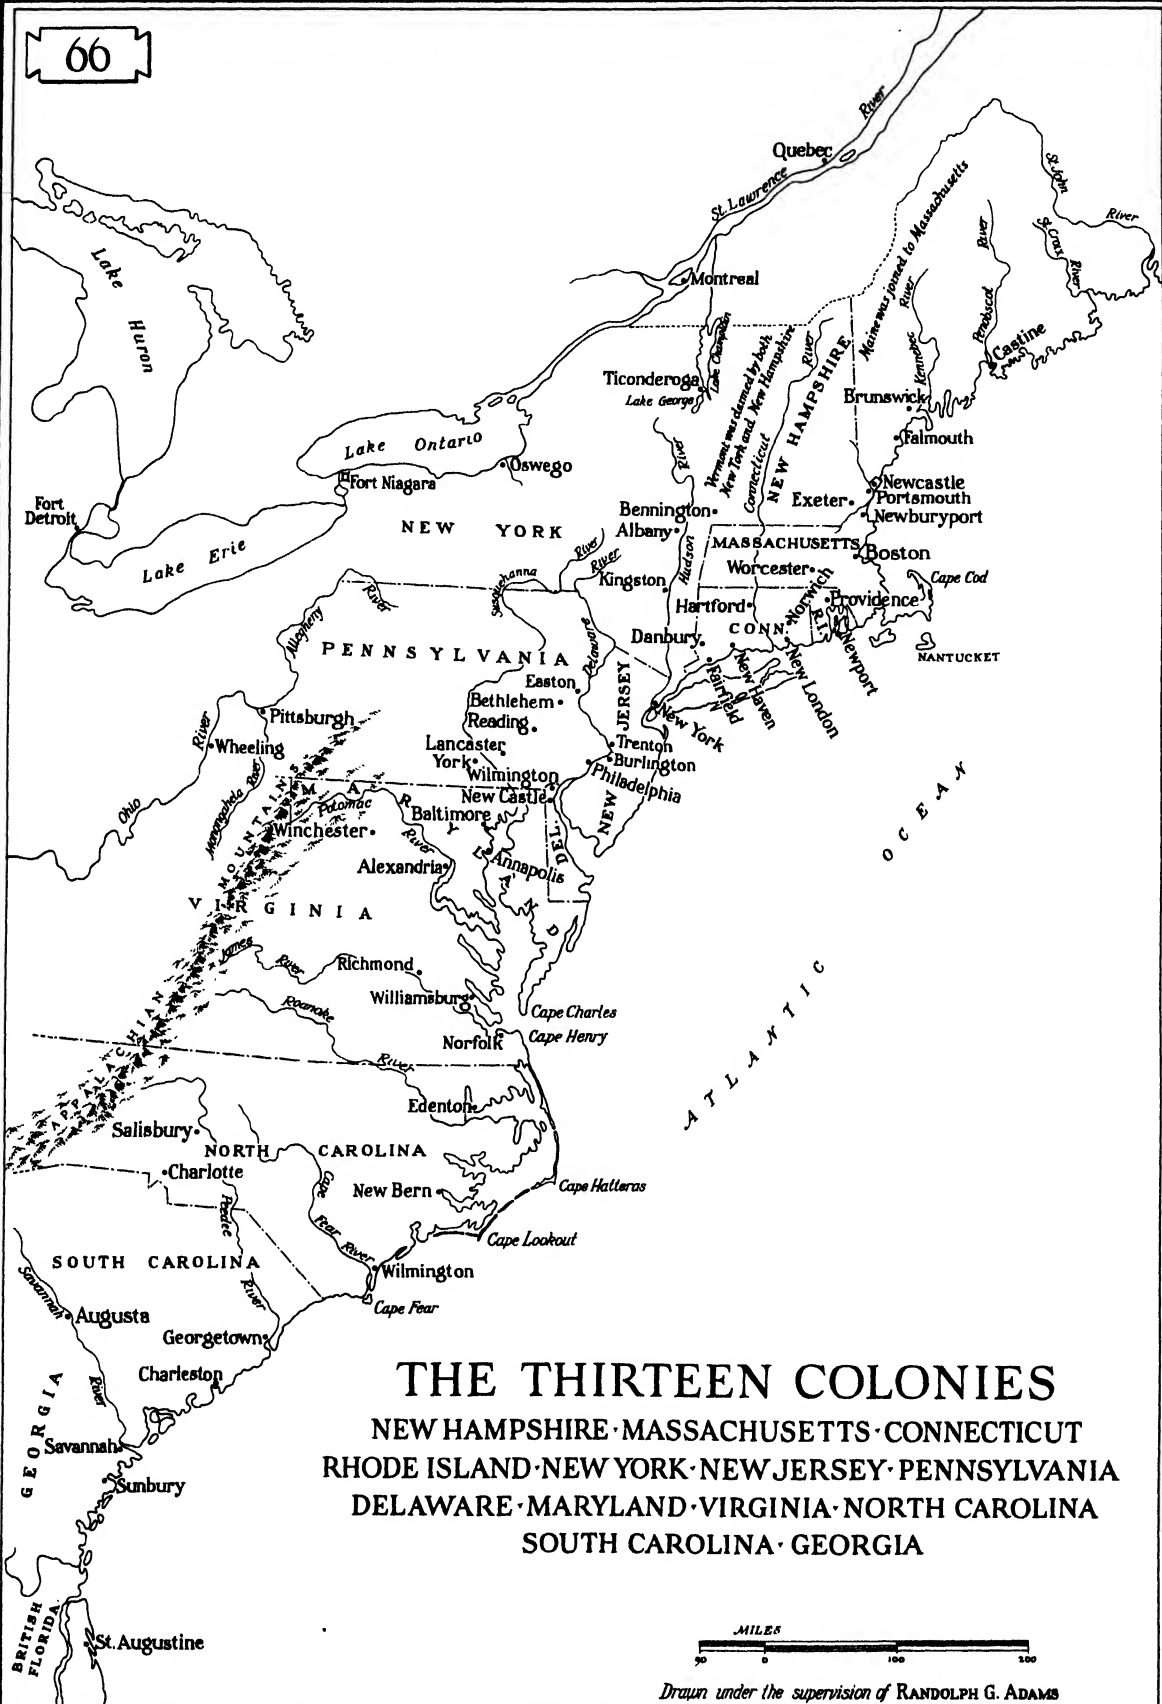 66
Quebec
St. Lawrence
River
Montreal
Lake
Huron
Lake Ontario
Oswego
Fort Niagara
Fort
Detroit
Lake Erie
Ticonderoga
Lake George
Lake Champlain
Vermont was claimed by both
New York and New Hampshire
Connecticut
River
NEW HAMPSHIRE
Maine was joined to Massachusetts
Kennebec
River
Penobscot
River
St. John
River
St. Croix
River
Castine
Brunswick
Falmouth
Newcastle
Portsmouth
Exeter
Newburyport
NEW YORK
Bennington
Albany
Hudson
River
MASSACHUSETTS
Boston
Worcester
Cape Cod
Kingston
Hartford
Norwich
Providence
R.I.
CONN.
Danbury
Newport
NANTUCKET
New London
New Haven
Fairfield
New York
Susquehanna
River
Delaware
River
Allegheny
River
PENNSYLVANIA
Easton
Bethlehem
Reading
NEW JERSEY
Pittsburgh
Wheeling
Ohio
River
Monongahela River
Lancaster
York
Trenton
Burlington
Philadelphia
Wilmington
New Castle
DEL
MARYLAND
Potomac
River
Baltimore
Winchester
Annapolis
Alexandria
APPALACHIAN
MOUNTAINS
VIRGINIA
James
River
Richmond
Williamsburg
Roanoke
River
Norfolk
Cape Charles
Cape Henry
Edenton
Salisbury
NORTH CAROLINA
Charlotte
New Bern
Cape Hatteras
Cape Lookout
Cape
Fear River
Wilmington
Cape Fear
Peedee
River
SOUTH CAROLINA
Savannah
River
Augusta
Georgetown
Charleston
GEORGIA
Savannah
Sunbury
BRITISH
FLORIDA
St. Augustine
ATLANTIC
OCEAN
THE THIRTEEN COLONIES
NEW HAMPSHIRE · MASSACHUSETTS · CONNECTICUT
RHODE ISLAND · NEW YORK · NEW JERSEY · PENNSYLVANIA
DELAWARE · MARYLAND · VIRGINIA · NORTH CAROLINA
SOUTH CAROLINA · GEORGIA
MILES
50 0 100 200
Drawn under the supervision of RANDOLPH G. ADAMS